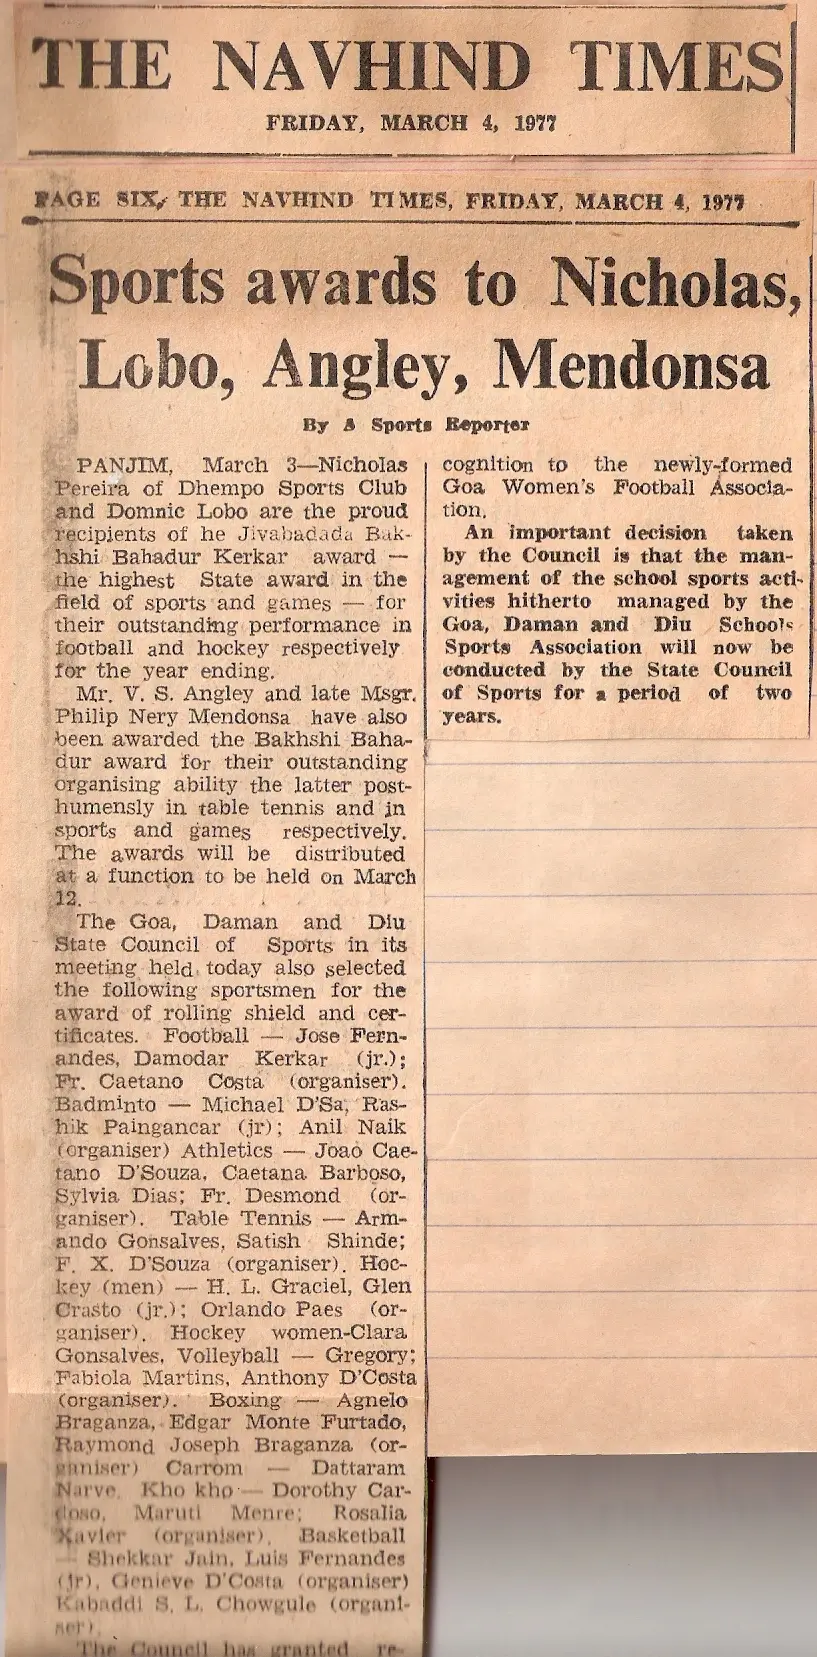 THE NAVHIND TIMES
FRIDAY, MARCH 4, 1977
PAGE SIX, THE NAVHIND TIMES, FRIDAY, MARCH 4, 1977
Sports awards to Nicholas,
Lobo, Angley, Mendonsa
By A Sports Reporter
PANJIM, March 3—Nicholas
Pereira of Dhempo Sports Club
and Domnic Lobo are the proud
recipients of he Jivabadada Bak-
hshi Bahadur Kerkar award —
the highest State award in the
field of sports and games — for
their outstanding performance in
football and hockey respectively
for the year ending.
Mr. V. S. Angley and late Msgr.
Philip Nery Mendonsa have also
been awarded the Bakhshi Baha-
dur award for their outstanding
organising ability the latter post-
humensly in table tennis and in
sports and games respectively.
The awards will be distributed
at a function to be held on March
12.
The Goa, Daman and Diu
State Council of Sports in its
meeting held today also selected
the following sportsmen for the
award of rolling shield and cer-
tificates. Football — Jose Fern-
andes, Damodar Kerkar (jr.);
Fr. Caetano Costa (organiser).
Badminto — Michael D'Sa, Ras-
hik Paingancar (jr); Anil Naik
(organiser) Athletics — Joao Cae-
tano D'Souza, Caetana Barboso,
Sylvia Dias; Fr. Desmond (or-
ganiser). Table Tennis — Arm-
ando Gonsalves, Satish Shinde;
F. X. D'Souza (organiser). Hoc-
key (men) — H. L. Graciel, Glen
Crasto (jr.); Orlando Paes (or-
ganiser). Hockey women-Clara
Gonsalves, Volleyball — Gregory;
Fabiola Martins, Anthony D'Costa
(organiser). Boxing — Agnelo
Braganza, Edgar Monte Furtado,
Raymond Joseph Braganza (or-
ganiser) Carrom — Dattaram
Narve, Kho kho — Dorothy Car-
doso, Maruti Menre; Rosalia
Xavier (organiser), Basketball
— Shekkar Jain, Luis Fernandes
(jr), Genieve D'Costa (organiser)
Kabaddi S. L. Chowgule (organi-
ser).
The Council has granted re-
cognition to the newly-formed
Goa Women's Football Associa-
tion.
An important decision taken
by the Council is that the man-
agement of the school sports acti-
vities hitherto managed by the
Goa, Daman and Diu Schools
Sports Association will now be
conducted by the State Council
of Sports for a period of two
years.